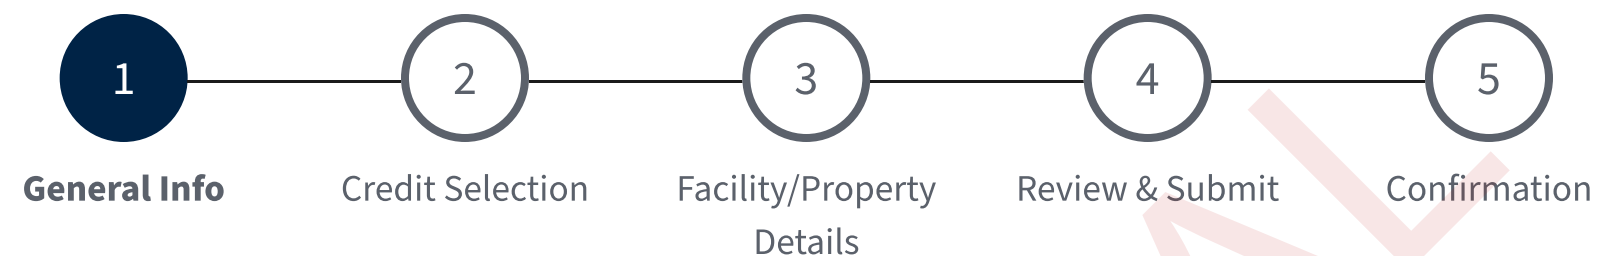 1 2 3 4 5
General Info Credit Selection Facility/Property Review & Submit Confirmation
Details